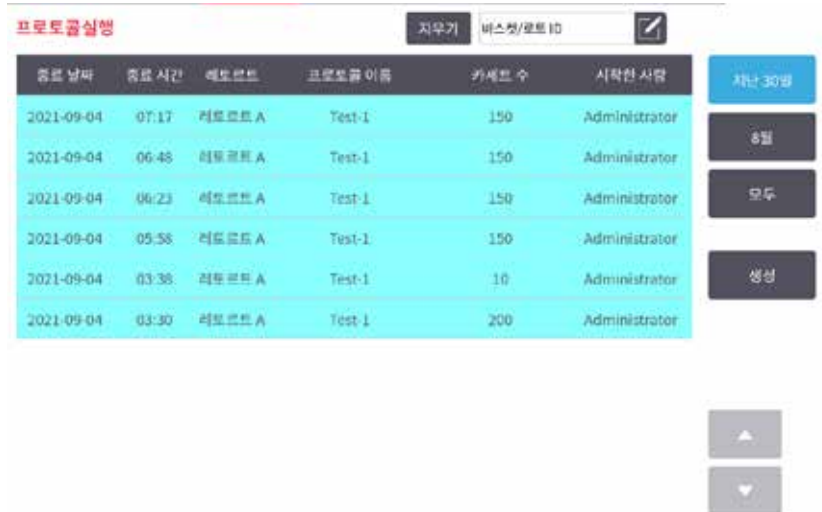 프로토콜실행
지우기
바스켓/로트 ID
종료 날짜 종료 시간 레토르트 프로토콜 이름 카세트 수 시작한 사람
2021-09-04 07:17 레토르트 A Test-1 150 Administrator
2021-09-04 06:48 레토르트 A Test-1 150 Administrator
2021-09-04 06:23 레토르트 A Test-1 150 Administrator
2021-09-04 05:58 레토르트 A Test-1 150 Administrator
2021-09-04 03:38 레토르트 A Test-1 10 Administrator
2021-09-04 03:30 레토르트 A Test-1 200 Administrator
지난 30일
8월
모두
생성